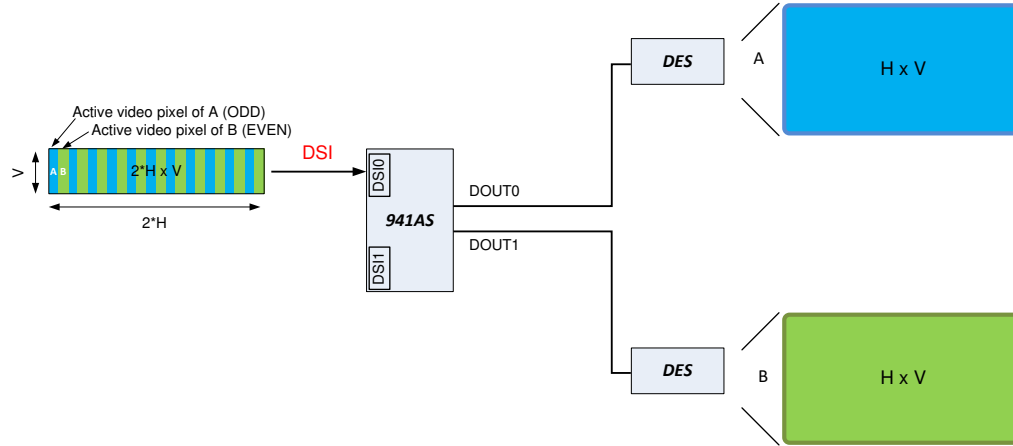 Active video pixel of A (ODD)
Active video pixel of B (EVEN)
V
A B
2*H x V
2*H
DSI
DSI0
941AS
DSI1
DOUT0
DOUT1
DES
A
H x V
DES
B
H x V